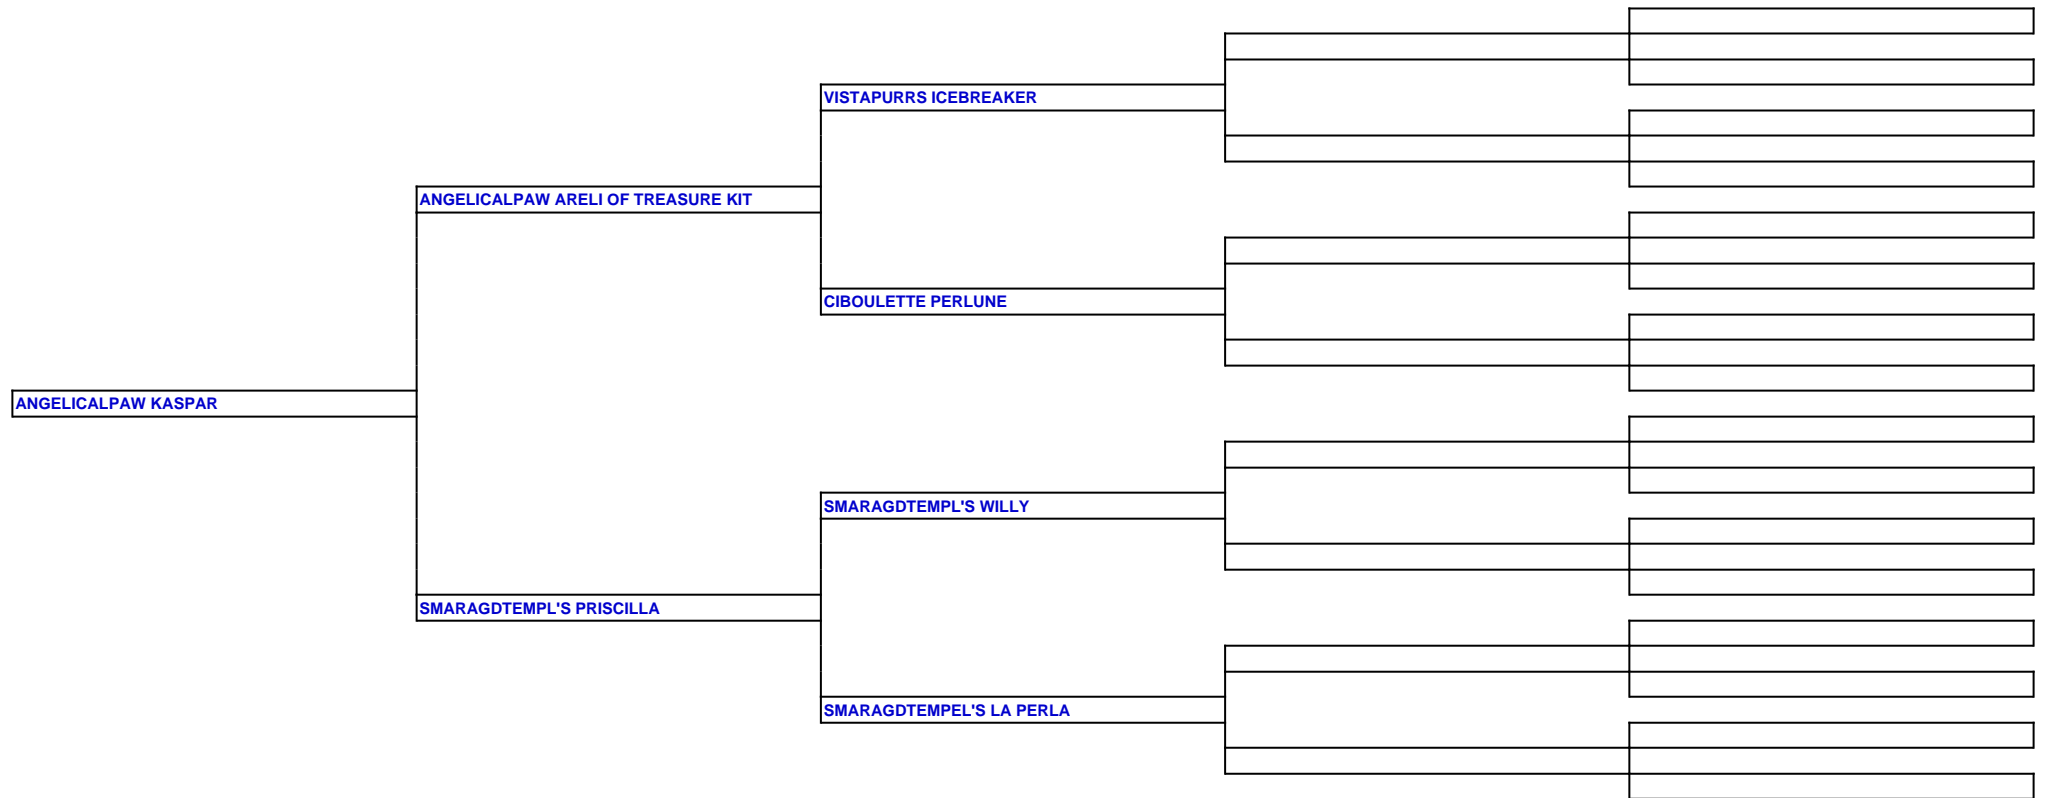 VISTAPURRS ICEBREAKER
ANGELICALPAW ARELI OF TREASURE KIT
CIBOULETTE PERLUNE
ANGELICALPAW KASPAR
SMARAGDTEMPL'S WILLY
SMARAGDTEMPL'S PRISCILLA
SMARAGDTEMPEL'S LA PERLA